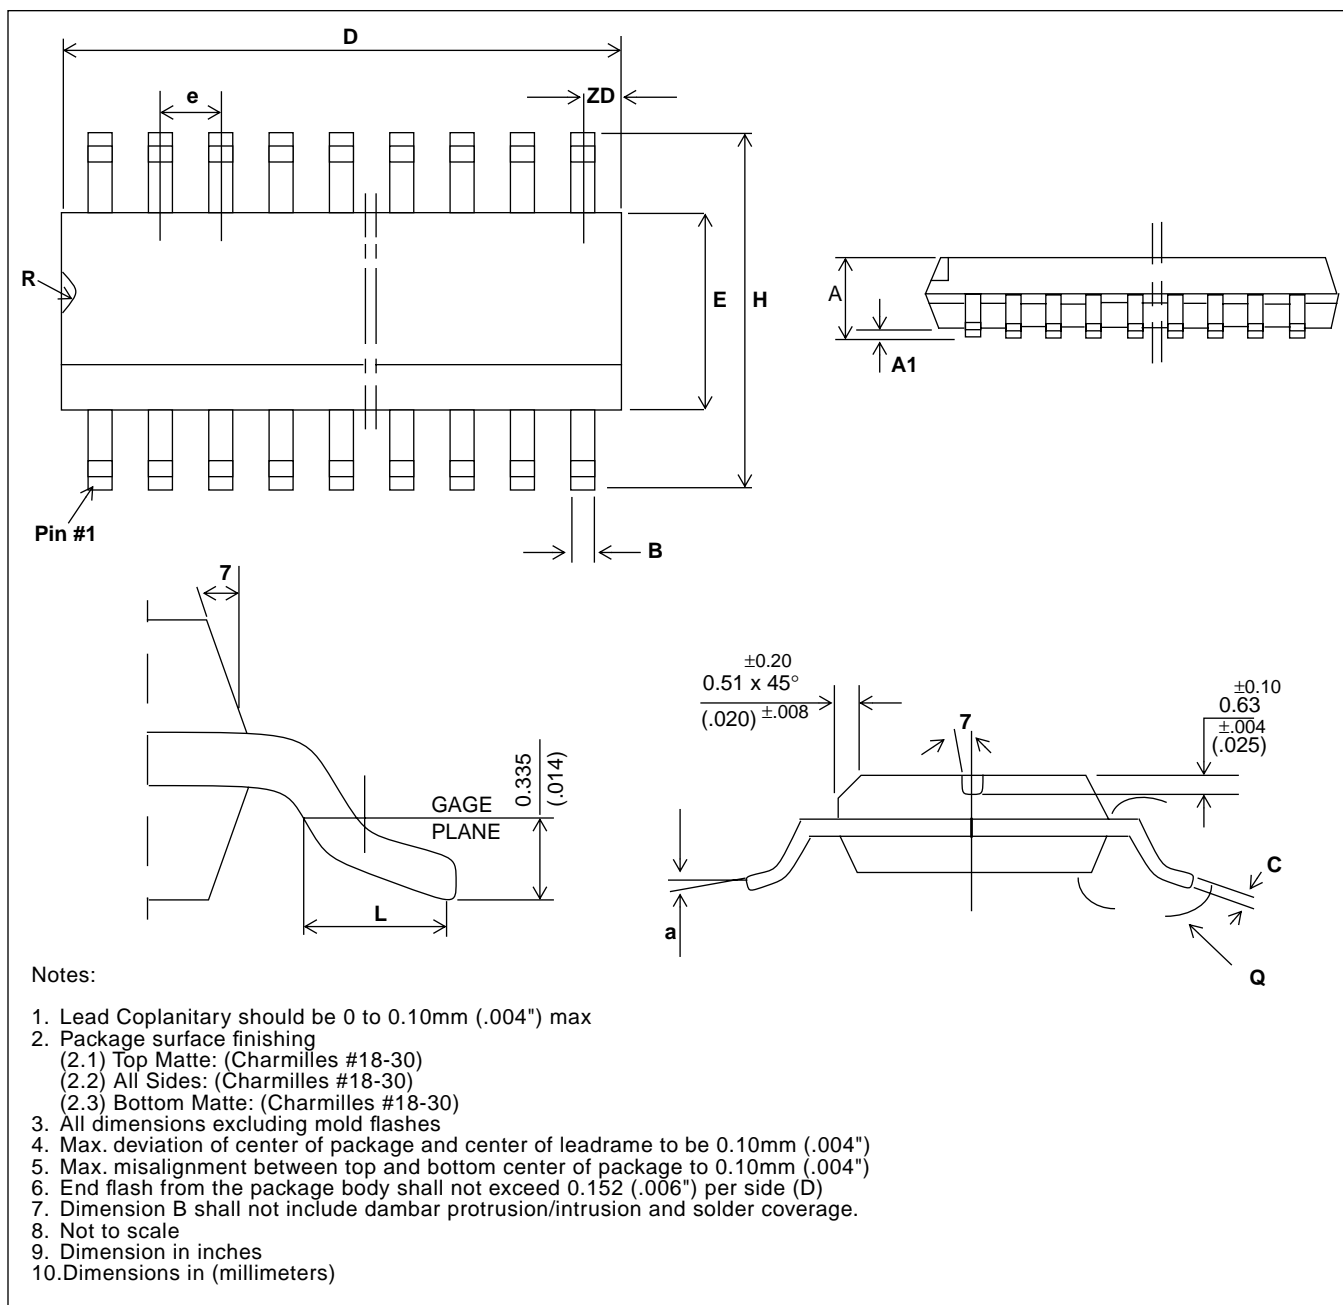 D
e
ZD
R
E
H
A
A1
Pin #1
B
7
GAGE
PLANE
0.335
(.014)
L
±0.20
0.51 x 45°
(.020) ±.008
7
±0.10
0.63
±.004
(.025)
C
a
Q
Notes:
1. Lead Coplanitary should be 0 to 0.10mm (.004") max
2. Package surface finishing
(2.1) Top Matte: (Charmilles #18-30)
(2.2) All Sides: (Charmilles #18-30)
(2.3) Bottom Matte: (Charmilles #18-30)
3. All dimensions excluding mold flashes
4. Max. deviation of center of package and center of leadrame to be 0.10mm (.004")
5. Max. misalignment between top and bottom center of package to 0.10mm (.004")
6. End flash from the package body shall not exceed 0.152 (.006") per side (D)
7. Dimension B shall not include dambar protrusion/intrusion and solder coverage.
8. Not to scale
9. Dimension in inches
10.Dimensions in (millimeters)